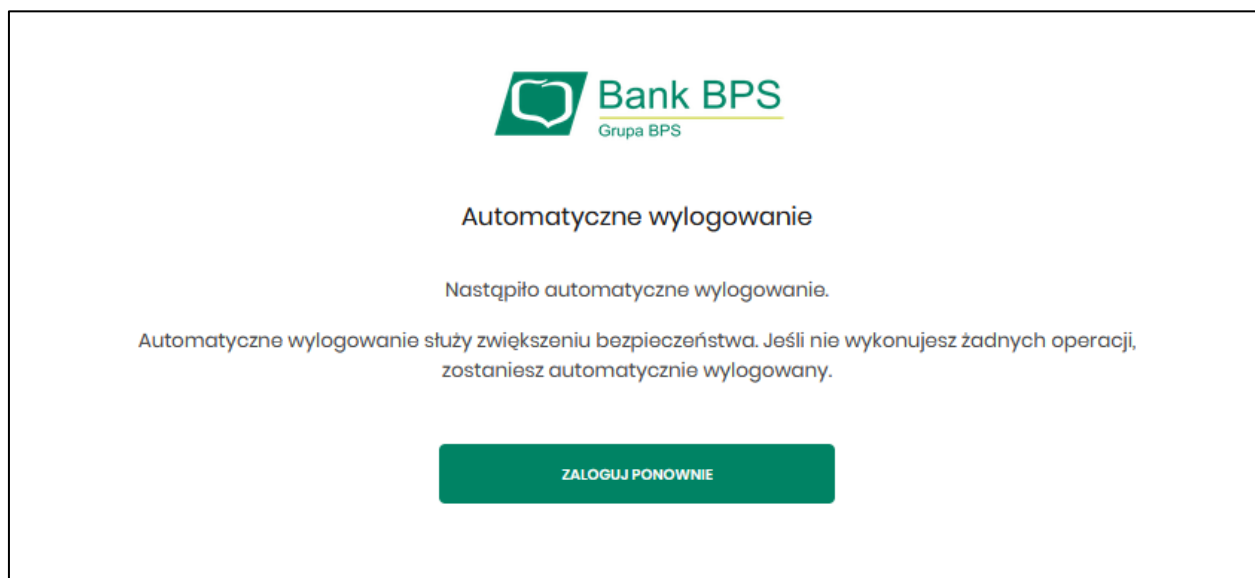 Bank BPS
Grupa BPS
Automatyczne wylogowanie
Nastąpiło automatyczne wylogowanie.
Automatyczne wylogowanie służy zwiększeniu bezpieczeństwa. Jeśli nie wykonujesz żadnych operacji,
zostaniesz automatycznie wylogowany.
ZALOGUJ PONOWNIE